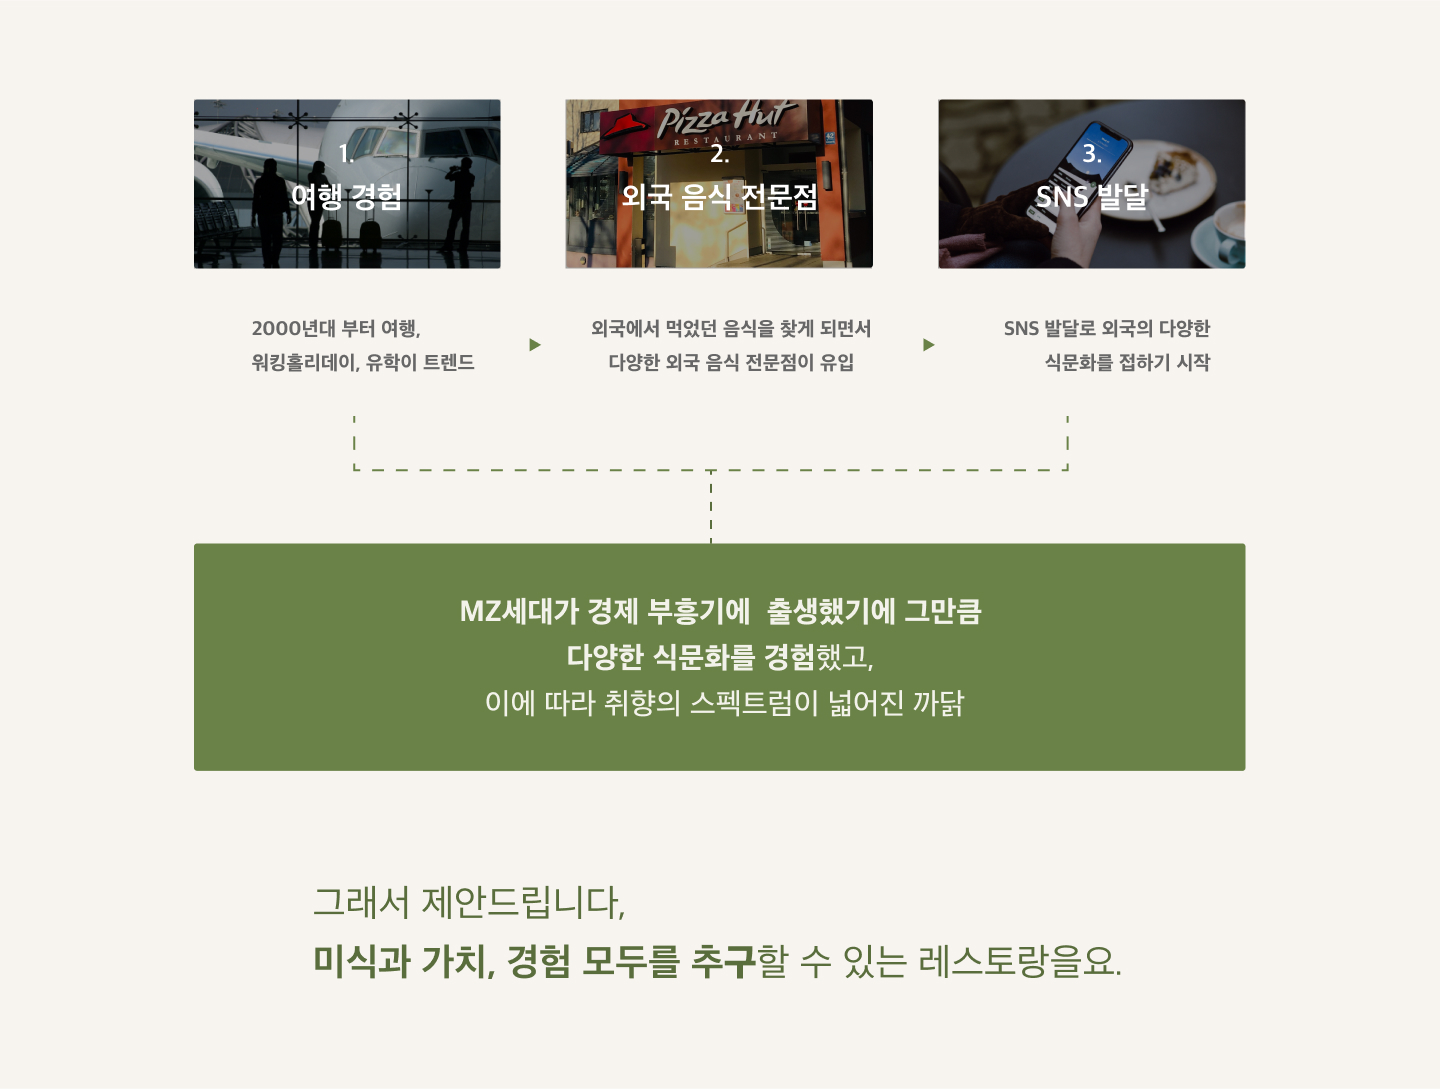 1.
여행 경험
Pizza Hut
RESTAURANT
2.
외국 음식 전문점
3.
SNS 발달
2000년대 부터 여행,
워킹홀리데이, 유학이 트렌드
외국에서 먹었던 음식을 찾게 되면서
다양한 외국 음식 전문점이 유입
SNS 발달로 외국의 다양한
식문화를 접하기 시작
MZ세대가 경제 부흥기에 출생했기에 그만큼
다양한 식문화를 경험했고,
이에 따라 취향의 스펙트럼이 넓어진 까닭
그래서 제안드립니다,
미식과 가치, 경험 모두를 추구할 수 있는 레스토랑을요.